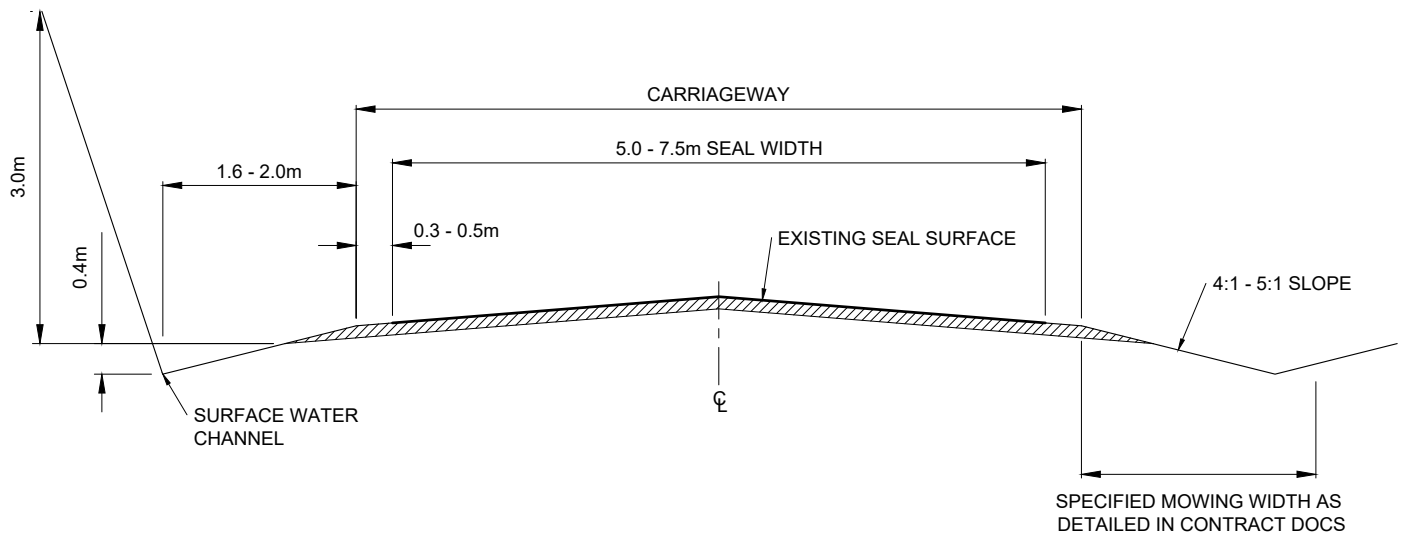 CARRIAGEWAY
5.0 - 7.5m SEAL WIDTH
1.6 - 2.0m
3.0m
0.3 - 0.5m
EXISTING SEAL SURFACE
0.4m
4:1 - 5:1 SLOPE
℄
SURFACE WATER
CHANNEL
SPECIFIED MOWING WIDTH AS
DETAILED IN CONTRACT DOCS